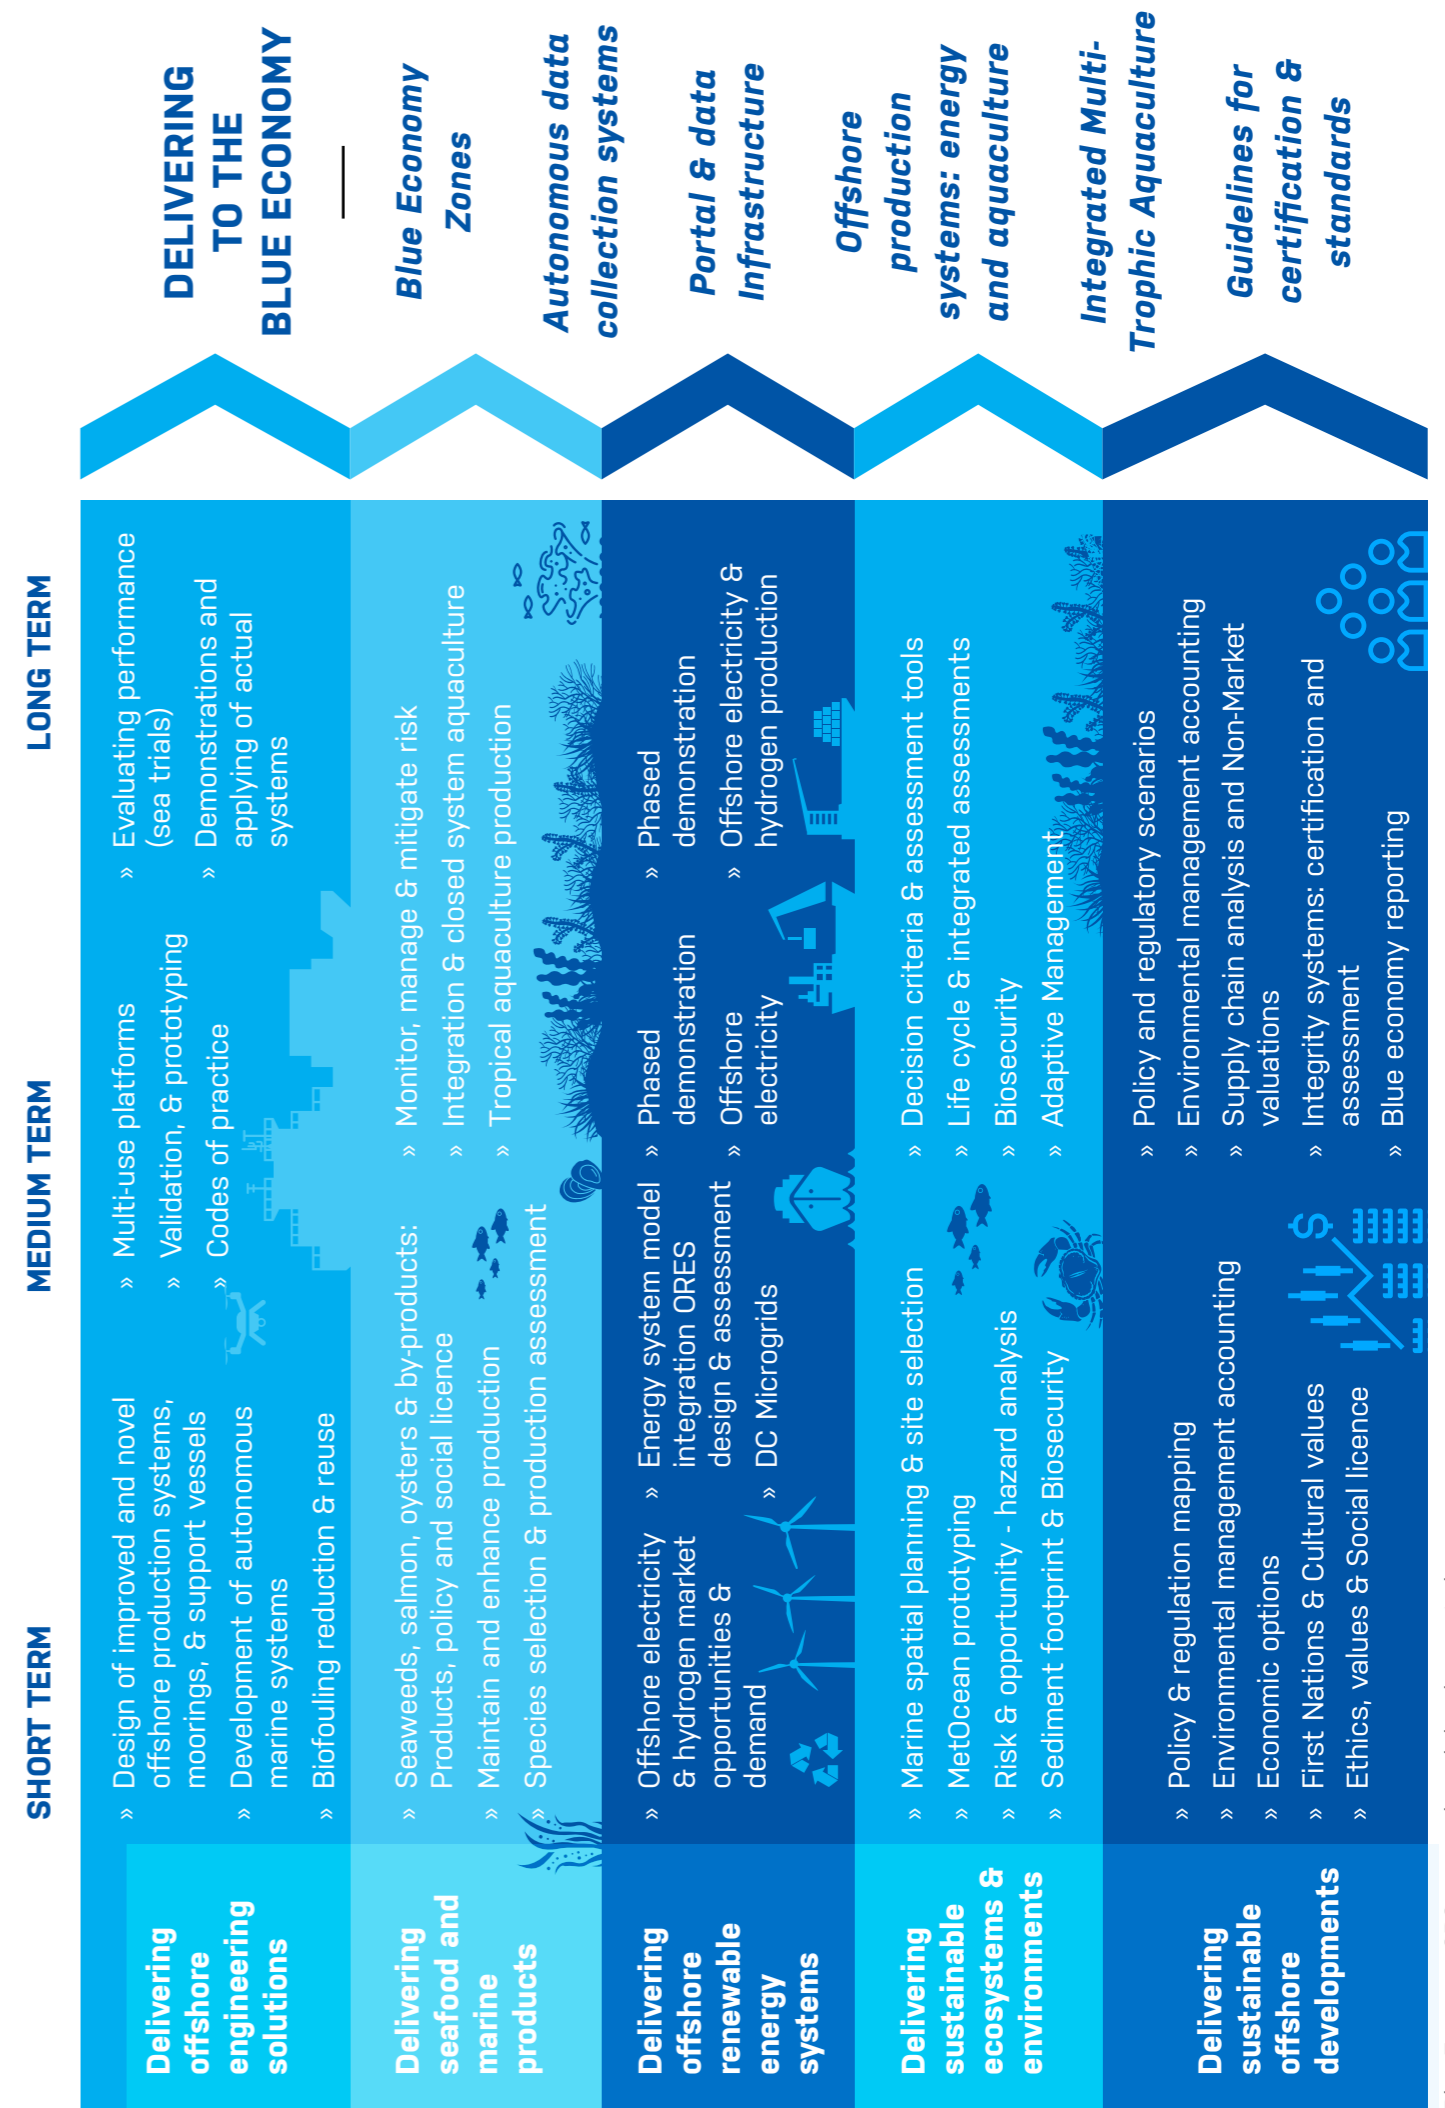 SHORT TERM
MEDIUM TERM
LONG TERM
Delivering
offshore
engineering
solutions
» Design of improved and novel
offshore production systems,
moorings, & support vessels
» Development of autonomous
marine systems
» Biofouling reduction & reuse
» Multi-use platforms
» Validation, & prototyping
» Codes of practice
» Evaluating performance
(sea trials)
» Demonstrations and
applying of actual
systems
Delivering
seafood and
marine
products
» Seaweeds, salmon, oysters & by-products:
Products, policy and social licence
» Maintain and enhance production
» Species selection & production assessment
» Monitor, manage & mitigate risk
» Integration & closed system aquaculture
» Tropical aquaculture production
Delivering
offshore
renewable
energy
systems
» Offshore electricity
& hydrogen market
opportunities &
demand
» Energy system model
integration ORES
design & assessment
» DC Microgrids
» Phased
demonstration
» Offshore
electricity
» Phased
demonstration
» Offshore electricity &
hydrogen production
Delivering
sustainable
ecosystems &
environments
» Marine spatial planning & site selection
» MetOcean prototyping
» Risk & opportunity - hazard analysis
» Sediment footprint & Biosecurity
» Decision criteria & assessment tools
» Life cycle & integrated assessments
» Biosecurity
» Adaptive Management
Delivering
sustainable
offshore
developments
» Policy & regulation mapping
» Environmental management accounting
» Economic options
» First Nations & Cultural values
» Ethics, values & Social licence
$
» Policy and regulatory scenarios
» Environmental management accounting
» Supply chain analysis and Non-Market
valuations
» Integrity systems: certification and
assessment
» Blue economy reporting
DELIVERING
TO THE
BLUE ECONOMY
Blue Economy
Zones
Autonomous data
collection systems
Portal & data
Infrastructure
Offshore
production
systems: energy
and aquaculture
Integrated Multi-
Trophic Aquaculture
Guidelines for
certification &
standards